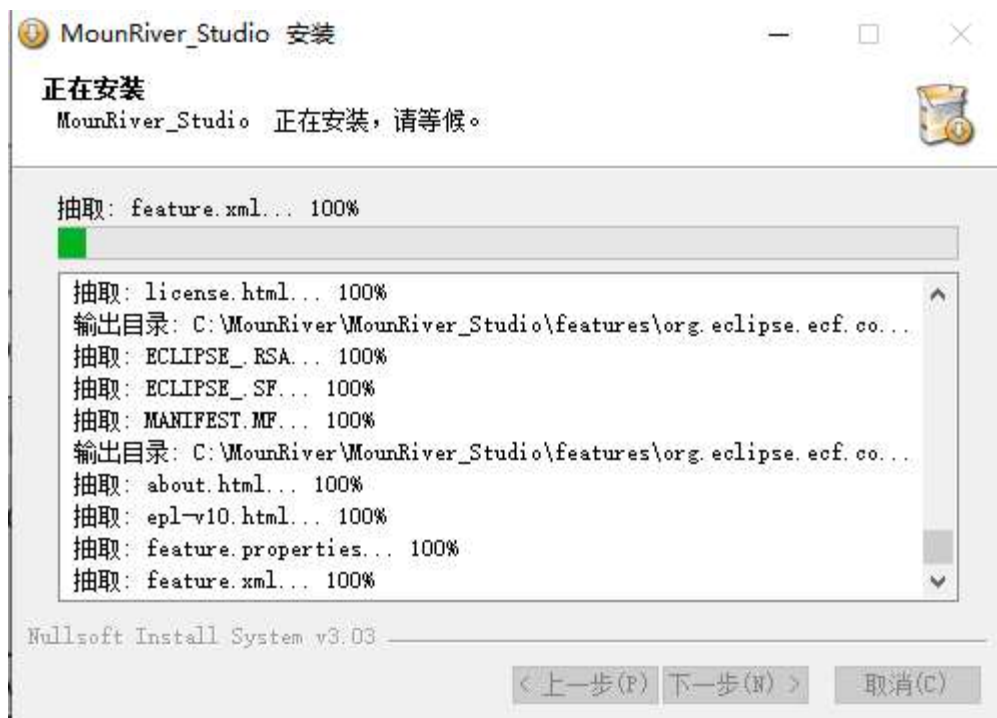 MounRiver_Studio 安装
正在安装
MounRiver_Studio 正在安装，请等候。
抽取: feature.xml... 100%
抽取: license.html... 100%
输出目录: C:\MounRiver\MounRiver_Studio\features\org.eclipse.ecf.co...
抽取: ECLIPSE_.RSA... 100%
抽取: ECLIPSE_.SF... 100%
抽取: MANIFEST.MF... 100%
输出目录: C:\MounRiver\MounRiver_Studio\features\org.eclipse.ecf.co...
抽取: about.html... 100%
抽取: epl-v10.html... 100%
抽取: feature.properties... 100%
抽取: feature.xml... 100%
Nullsoft Install System v3.03
< 上一步(P) 下一步(N) > 取消(C)